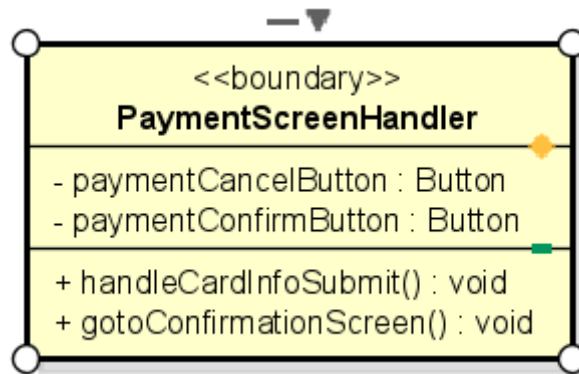 <<boundary>>
PaymentScreenHandler
- paymentCancelButton : Button
- paymentConfirmButton : Button
+ handleCardInfoSubmit() : void
+ gotoConfirmationScreen() : void